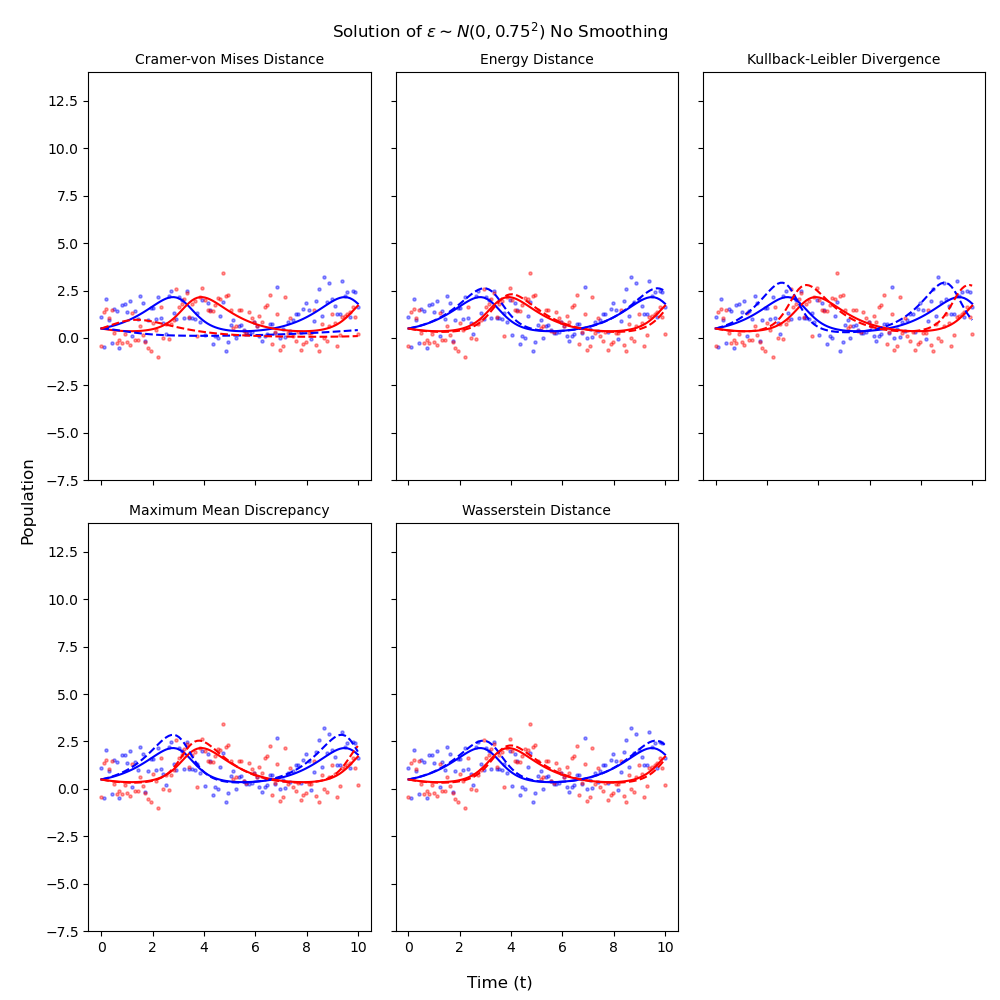 Solution of ε ~ N(0, 0.75²) No Smoothing
Cramer-von Mises Distance
Energy Distance
Kullback-Leibler Divergence
12.5
10.0
7.5
5.0
2.5
0.0
−2.5
−5.0
−7.5
Population
Maximum Mean Discrepancy
Wasserstein Distance
12.5
10.0
7.5
5.0
2.5
0.0
−2.5
−5.0
−7.5
0 2 4 6 8 10
0 2 4 6 8 10
Time (t)